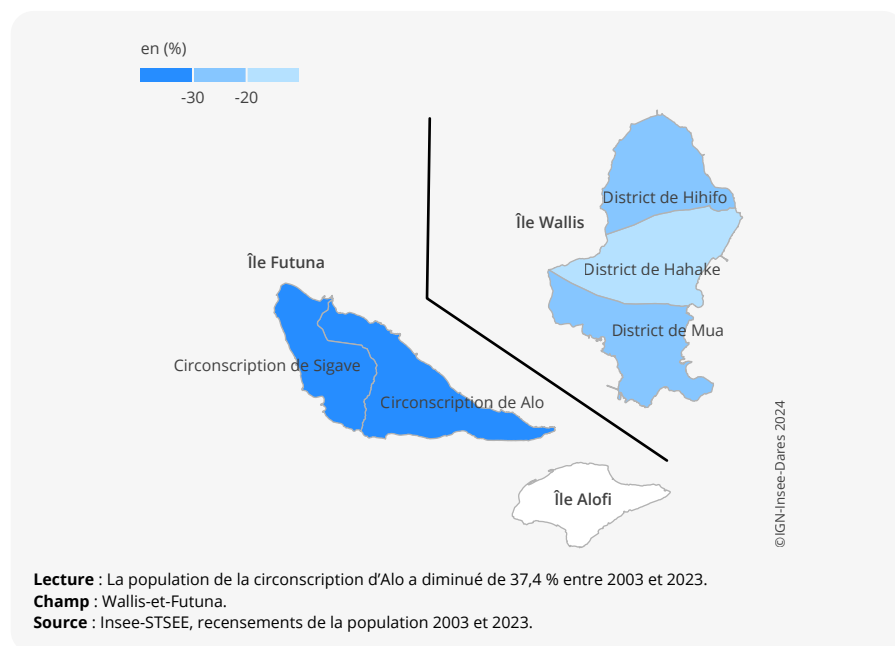 en (%)
-30
-20
District de Hihifo
Île Wallis
Île Futuna
District de Hahake
District de Mua
Circonscription de Sigave
Circonscription de Alo
Île Alofi
©IGN-Insee-Dares 2024
Lecture : La population de la circonscription d’Alo a diminué de 37,4 % entre 2003 et 2023.
Champ : Wallis-et-Futuna.
Source : Insee-STSEE, recensements de la population 2003 et 2023.